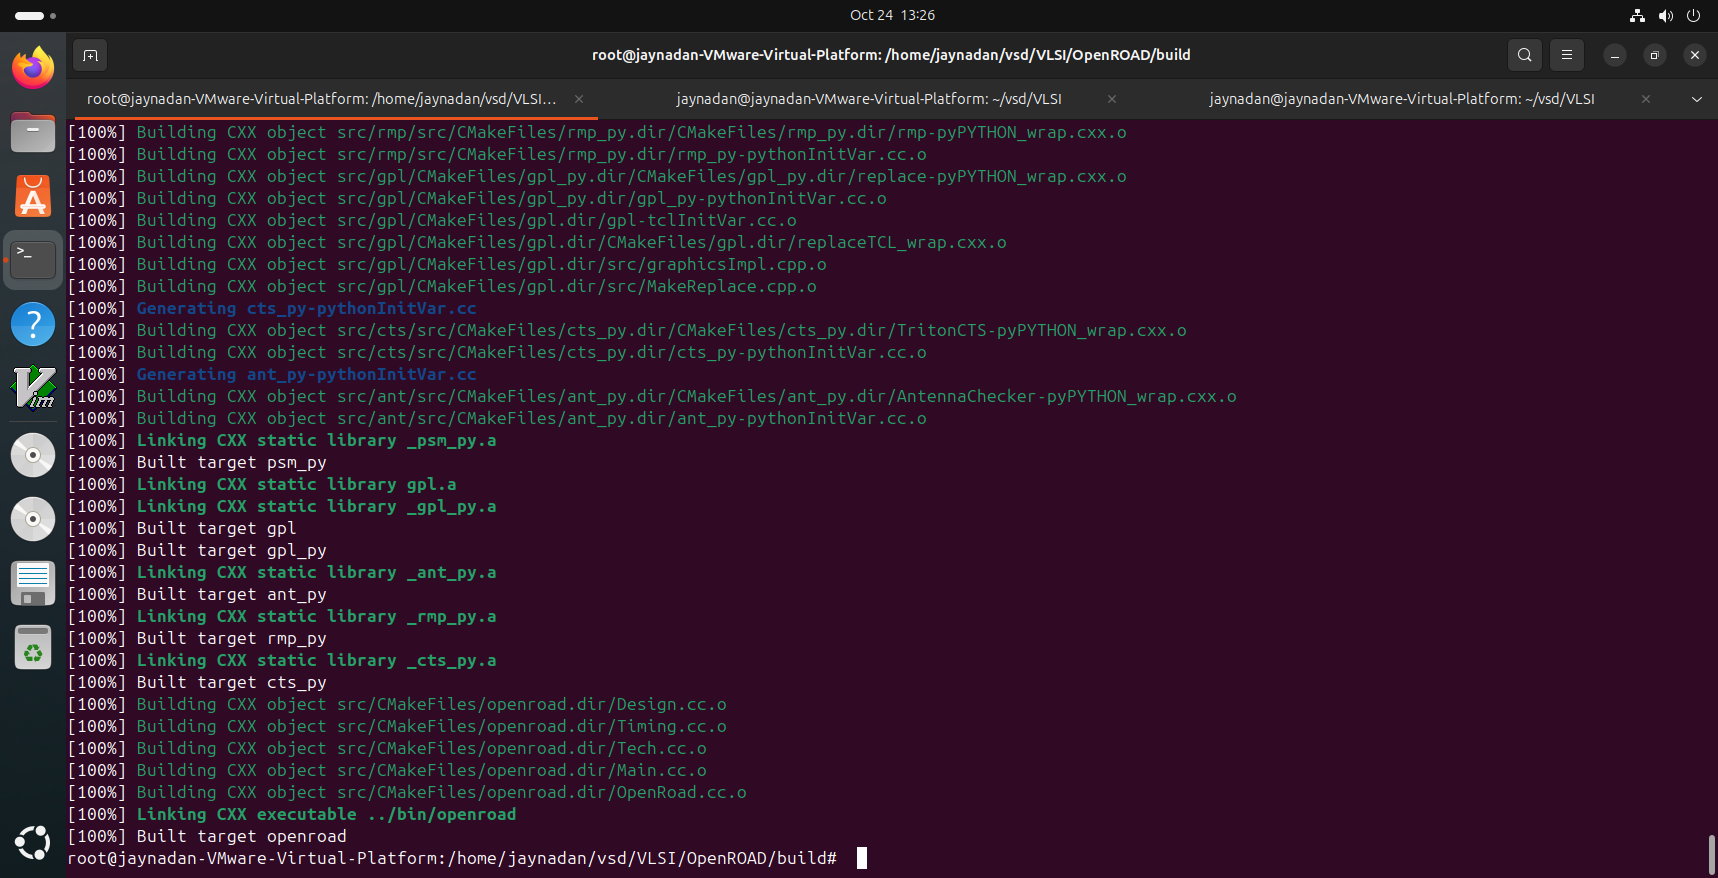 Oct 24 13:26
root@jaynadan-VMware-Virtual-Platform: /home/jaynadan/vsd/VLSI/OpenROAD/build
root@jaynadan-VMware-Virtual-Platform: /home/jaynadan/vsd/VLSI... jaynadan@jaynadan-VMware-Virtual-Platform: ~/vsd/VLSI jaynadan@jaynadan-VMware-Virtual-Platform: ~/vsd/VLSI
[100%] Building CXX object src/rmp/src/CMakeFiles/rmp_py.dir/CMakeFiles/rmp_py.dir/rmp-pyPYTHON_wrap.cxx.o
[100%] Building CXX object src/rmp/src/CMakeFiles/rmp_py.dir/rmp_py-pythonInitVar.cc.o
[100%] Building CXX object src/gpl/CMakeFiles/gpl_py.dir/CMakeFiles/gpl_py.dir/replace-pyPYTHON_wrap.cxx.o
[100%] Building CXX object src/gpl/CMakeFiles/gpl_py.dir/gpl_py-pythonInitVar.cc.o
[100%] Building CXX object src/gpl/CMakeFiles/gpl.dir/gpl-tclInitVar.cc.o
[100%] Building CXX object src/gpl/CMakeFiles/gpl.dir/CMakeFiles/gpl.dir/replaceTCL_wrap.cxx.o
[100%] Building CXX object src/gpl/CMakeFiles/gpl.dir/src/graphicsImpl.cpp.o
[100%] Building CXX object src/gpl/CMakeFiles/gpl.dir/src/MakeReplace.cpp.o
[100%] Generating cts_py-pythonInitVar.cc
[100%] Building CXX object src/cts/src/CMakeFiles/cts_py.dir/CMakeFiles/cts_py.dir/TritonCTS-pyPYTHON_wrap.cxx.o
[100%] Building CXX object src/cts/src/CMakeFiles/cts_py.dir/cts_py-pythonInitVar.cc.o
[100%] Generating ant_py-pythonInitVar.cc
[100%] Building CXX object src/ant/src/CMakeFiles/ant_py.dir/CMakeFiles/ant_py.dir/AntennaChecker-pyPYTHON_wrap.cxx.o
[100%] Building CXX object src/ant/src/CMakeFiles/ant_py.dir/ant_py-pythonInitVar.cc.o
[100%] Linking CXX static library _psm_py.a
[100%] Built target psm_py
[100%] Linking CXX static library gpl.a
[100%] Linking CXX static library _gpl_py.a
[100%] Built target gpl
[100%] Built target gpl_py
[100%] Linking CXX static library _ant_py.a
[100%] Built target ant_py
[100%] Linking CXX static library _rmp_py.a
[100%] Built target rmp_py
[100%] Linking CXX static library _cts_py.a
[100%] Built target cts_py
[100%] Building CXX object src/CMakeFiles/openroad.dir/Design.cc.o
[100%] Building CXX object src/CMakeFiles/openroad.dir/Timing.cc.o
[100%] Building CXX object src/CMakeFiles/openroad.dir/Tech.cc.o
[100%] Building CXX object src/CMakeFiles/openroad.dir/Main.cc.o
[100%] Building CXX object src/CMakeFiles/openroad.dir/OpenRoad.cc.o
[100%] Linking CXX executable ../bin/openroad
[100%] Built target openroad
root@jaynadan-VMware-Virtual-Platform:/home/jaynadan/vsd/VLSI/OpenROAD/build#